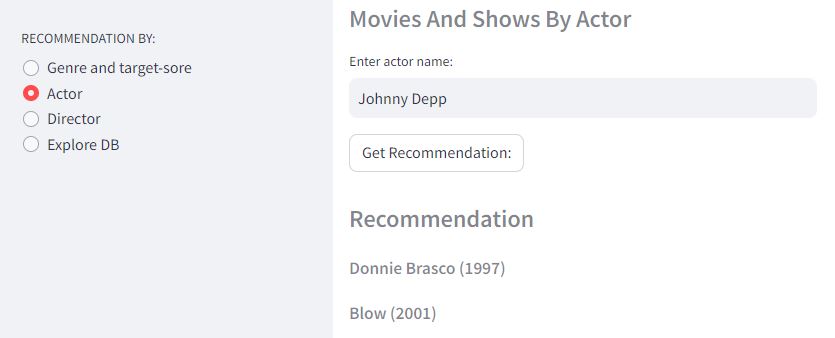 RECOMMENDATION BY:
Genre and target-sore
Actor
Director
Explore DB
Movies And Shows By Actor
Enter actor name:
Johnny Depp
Get Recommendation:
Recommendation
Donnie Brasco (1997)
Blow (2001)